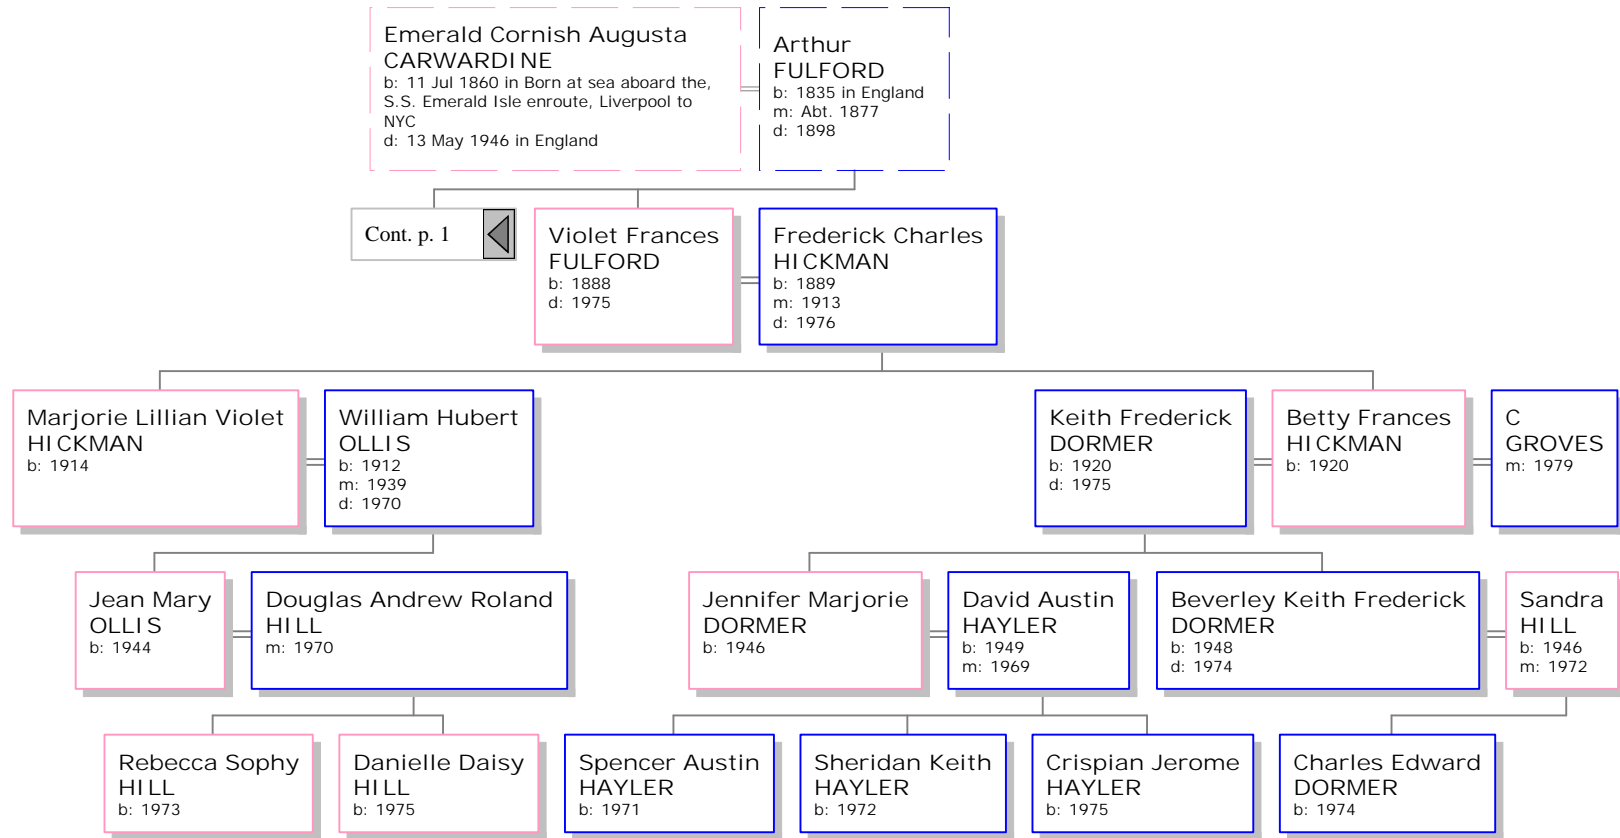 Emerald Cornish Augusta
CARWARDINE
b: 11 Jul 1860 in Born at sea aboard the,
S.S. Emerald Isle enroute, Liverpool to
NYC
d: 13 May 1946 in England
Arthur
FULFORD
b: 1835 in England
m: Abt. 1877
d: 1898
Cont. p. 1
Violet Frances
FULFORD
b: 1888
d: 1975
Frederick Charles
HICKMAN
b: 1889
m: 1913
d: 1976
Marjorie Lillian Violet
HICKMAN
b: 1914
William Hubert
OLLIS
b: 1912
m: 1939
d: 1970
Keith Frederick
DORMER
b: 1920
d: 1975
Betty Frances
HICKMAN
b: 1920
C
GROVES
m: 1979
Jean Mary
OLLIS
b: 1944
Douglas Andrew Roland
HILL
m: 1970
Jennifer Marjorie
DORMER
b: 1946
David Austin
HAYLER
b: 1949
m: 1969
Beverley Keith Frederick
DORMER
b: 1948
d: 1974
Sandra
HILL
b: 1946
m: 1972
Rebecca Sophy
HILL
b: 1973
Danielle Daisy
HILL
b: 1975
Spencer Austin
HAYLER
b: 1971
Sheridan Keith
HAYLER
b: 1972
Crispian Jerome
HAYLER
b: 1975
Charles Edward
DORMER
b: 1974